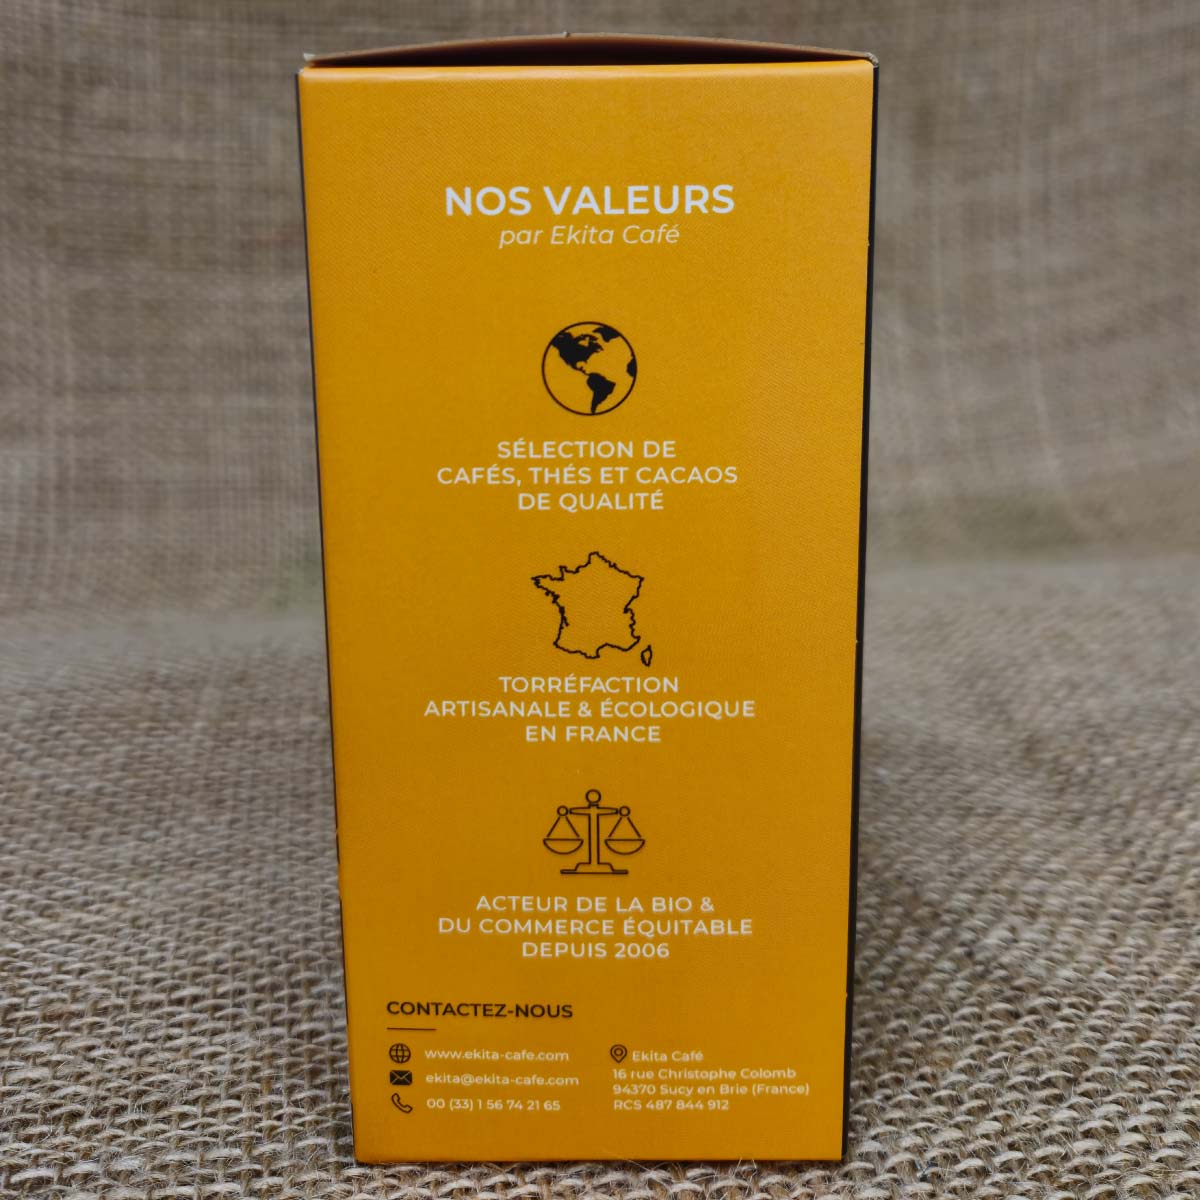 NOS VALEURS
par Ekita Café
SÉLECTION DE
CAFÉS, THÉS ET CACAOS
DE QUALITÉ
TORRÉFACTION
ARTISANALE & ÉCOLOGIQUE
EN FRANCE
ACTEUR DE LA BIO &
DU COMMERCE ÉQUITABLE
DEPUIS 2006
CONTACTEZ-NOUS
www.ekita-cafe.com
ekita@ekita-cafe.com
00 (33) 1 56 74 21 65
Ekita Café
16 rue Christophe Colomb
94370 Sucy en Brie (France)
RCS 487 844 912